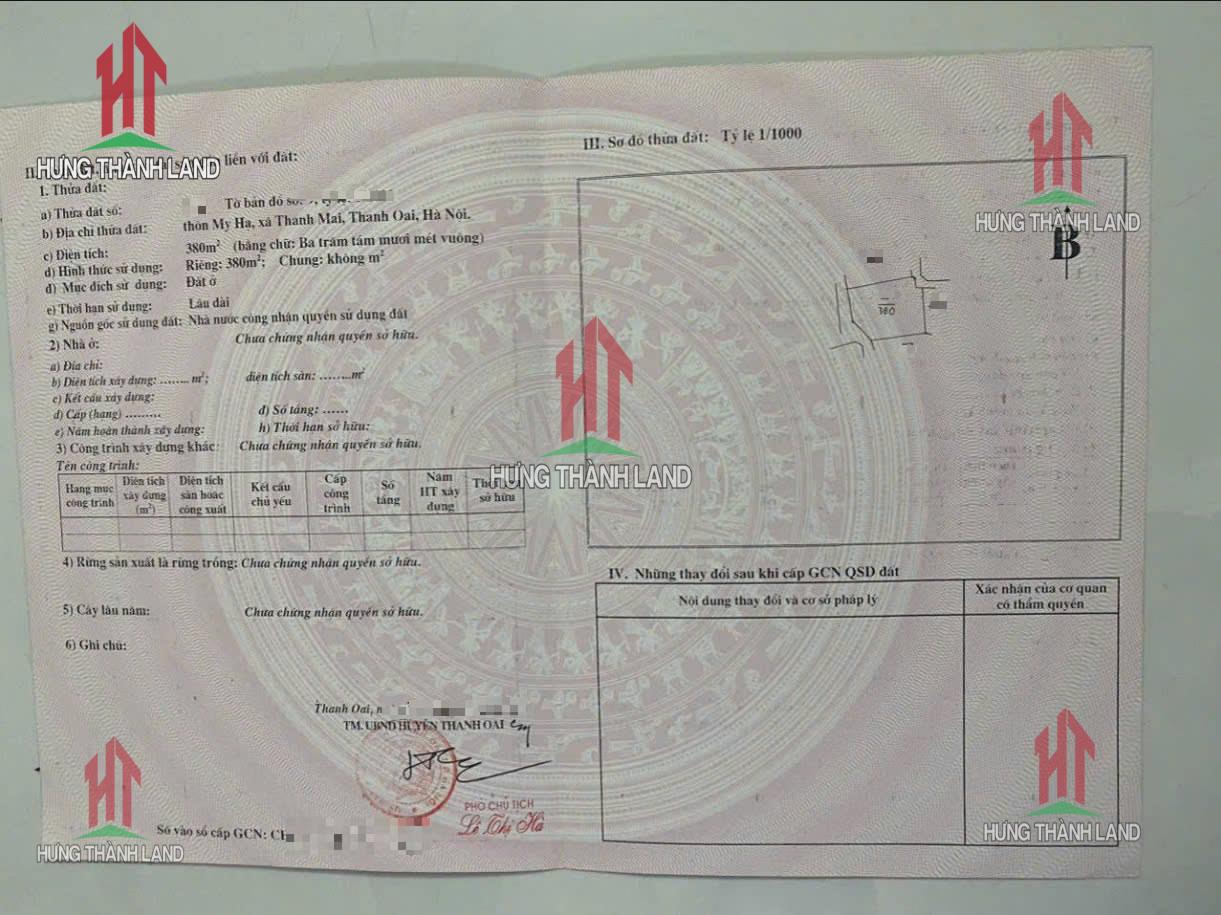 HƯNG THÀNH LAND
liền với đất:
1. Thửa đất:
a) Thửa đất số: Tờ bản đồ số:
b) Địa chỉ thửa đất: thôn My Hạ, xã Thanh Mai, Thanh Oai, Hà Nội.
c) Diện tích: 380m² (bằng chữ: Ba trăm tám mươi mét vuông)
d) Hình thức sử dụng: Riêng: 380m²; Chung: không m²
đ) Mục đích sử dụng: Đất ở
e) Thời hạn sử dụng: Lâu dài
g) Nguồn gốc sử dụng đất: Nhà nước công nhận quyền sử dụng đất
2) Nhà ở: Chưa chứng nhận quyền sở hữu.
a) Địa chỉ:
b) Diện tích xây dựng: ........ m²; diện tích sàn: ........m²
c) Kết cấu xây dựng:
d) Cấp (hạng) ......... đ) Số tầng: ......
e) Năm hoàn thành xây dựng: h) Thời hạn sở hữu:
3) Công trình xây dựng khác: Chưa chứng nhận quyền sở hữu.
Tên công trình:
Hạng mục công trình Diện tích xây dựng (m²) Diện tích sàn hoặc công xuất Kết cấu chủ yếu Cấp công trình Số tầng Năm HT xây dựng Thời sở hữu
4) Rừng sản xuất là rừng trồng: Chưa chứng nhận quyền sở hữu.
5) Cây lâu năm: Chưa chứng nhận quyền sở hữu.
6) Ghi chú:
Thanh Oai,
TM. UBND HUYỆN THANH OAI
PHÓ CHỦ TỊCH
Lê Thị Hà
Số vào sổ cấp GCN:
HƯNG THÀNH LAND
HƯNG THÀNH LAND
III. Sơ đồ thửa đất: Tỷ lệ 1/1000
HƯNG THÀNH LAND
B
380
IV. Những thay đổi sau khi cấp GCN QSD đất
Nội dung thay đổi và cơ sở pháp lý
Xác nhận của cơ quan có thẩm quyền
HƯNG THÀNH LAND